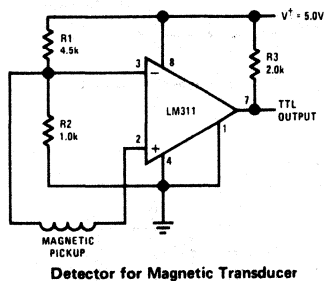 V† = 5.0V
R1
4.5k
R3
2.0k
8
3
−
LM311
7
TTL
OUTPUT
R2
1.0k
2
+
1
4
MAGNETIC
PICKUP
Detector for Magnetic Transducer